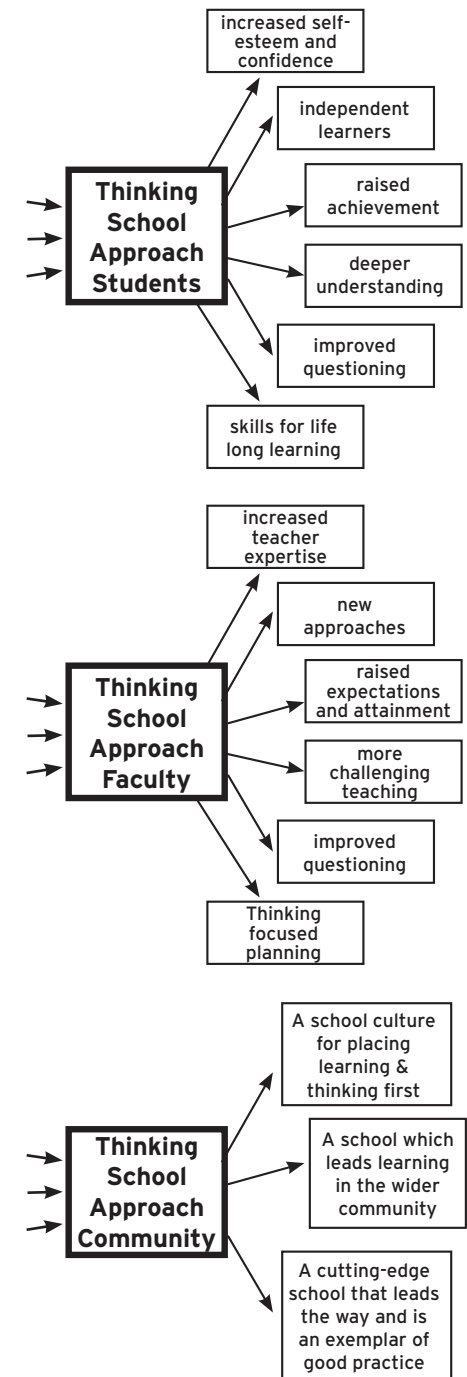 increased self-
esteem and
confidence
independent
learners
Thinking
School
Approach
Students
raised
achievement
deeper
understanding
improved
questioning
skills for life
long learning
increased
teacher
expertise
new
approaches
Thinking
School
Approach
Faculty
raised
expectations
and attainment
more
challenging
teaching
improved
questioning
Thinking
focused
planning
A school culture
for placing
learning &
thinking first
Thinking
School
Approach
Community
A school which
leads learning
in the wider
community
A cutting-edge
school that leads
the way and is
an exemplar of
good practice